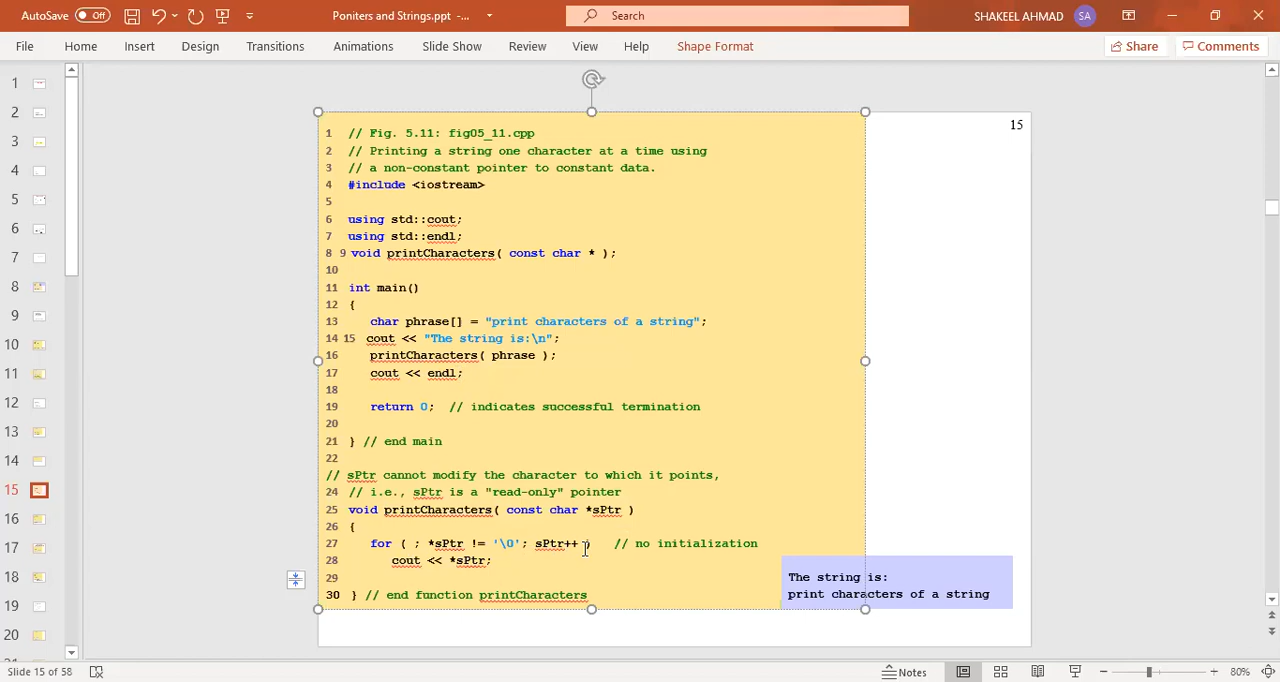 AutoSave Off Poniters and Strings.ppt -... Search SHAKEEL AHMAD SA
File Home Insert Design Transitions Animations Slide Show Review View Help Shape Format Share Comments
1
2
3
4
5
6
7
8
9
10
11
12
13
14
15
16
17
18
19
20
15
1 // Fig. 5.11: fig05_11.cpp
2 // Printing a string one character at a time using
3 // a non-constant pointer to constant data.
4 #include <iostream>
5
6 using std::cout;
7 using std::endl;
8 9 void printCharacters( const char * );
10
11 int main()
12 {
13 char phrase[] = "print characters of a string";
14 15 cout << "The string is:\n";
16 printCharacters( phrase );
17 cout << endl;
18
19 return 0; // indicates successful termination
20
21 } // end main
22
// sPtr cannot modify the character to which it points,
24 // i.e., sPtr is a "read-only" pointer
25 void printCharacters( const char *sPtr )
26 {
27 for ( ; *sPtr != '\0'; sPtr++ ) // no initialization
28 cout << *sPtr;
29
30 } // end function printCharacters
The string is:
print characters of a string
Slide 15 of 58 Notes 80%